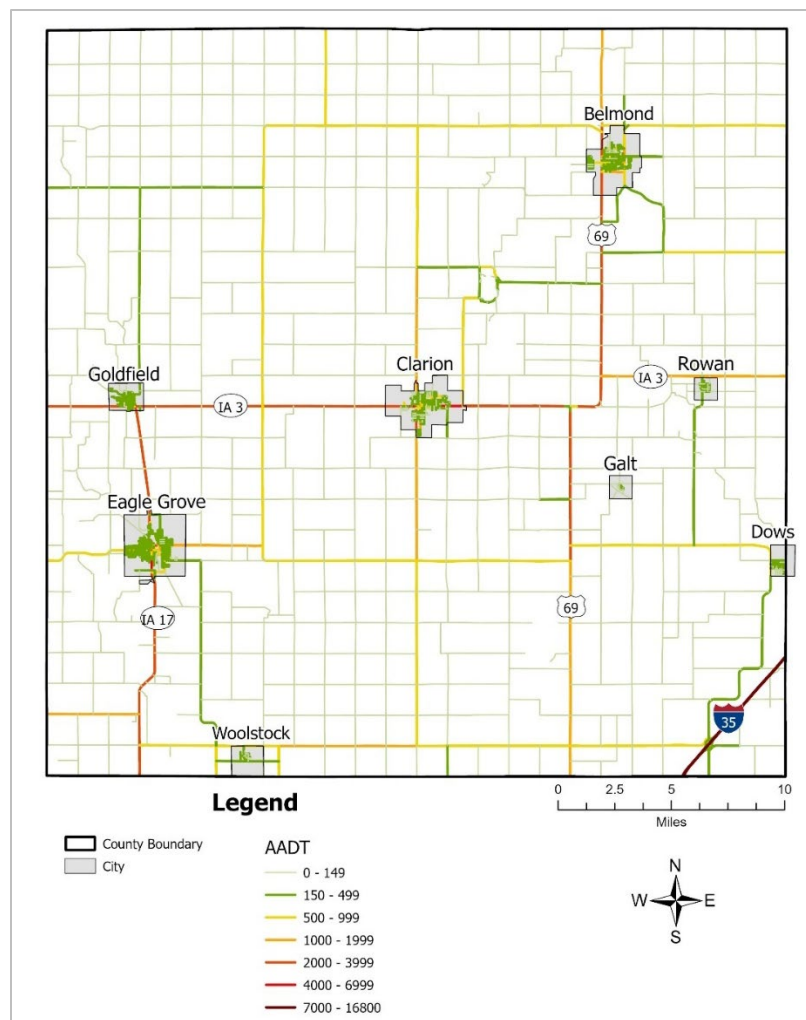 Belmond
69
Goldfield
Clarion
Rowan
IA 3
IA 3
Galt
Eagle Grove
Dows
69
IA 17
35
Woolstock
Legend
0 2.5 5 10
Miles
County Boundary
City
AADT
0 - 149
150 - 499
500 - 999
1000 - 1999
2000 - 3999
4000 - 6999
7000 - 16800
N
W E
S